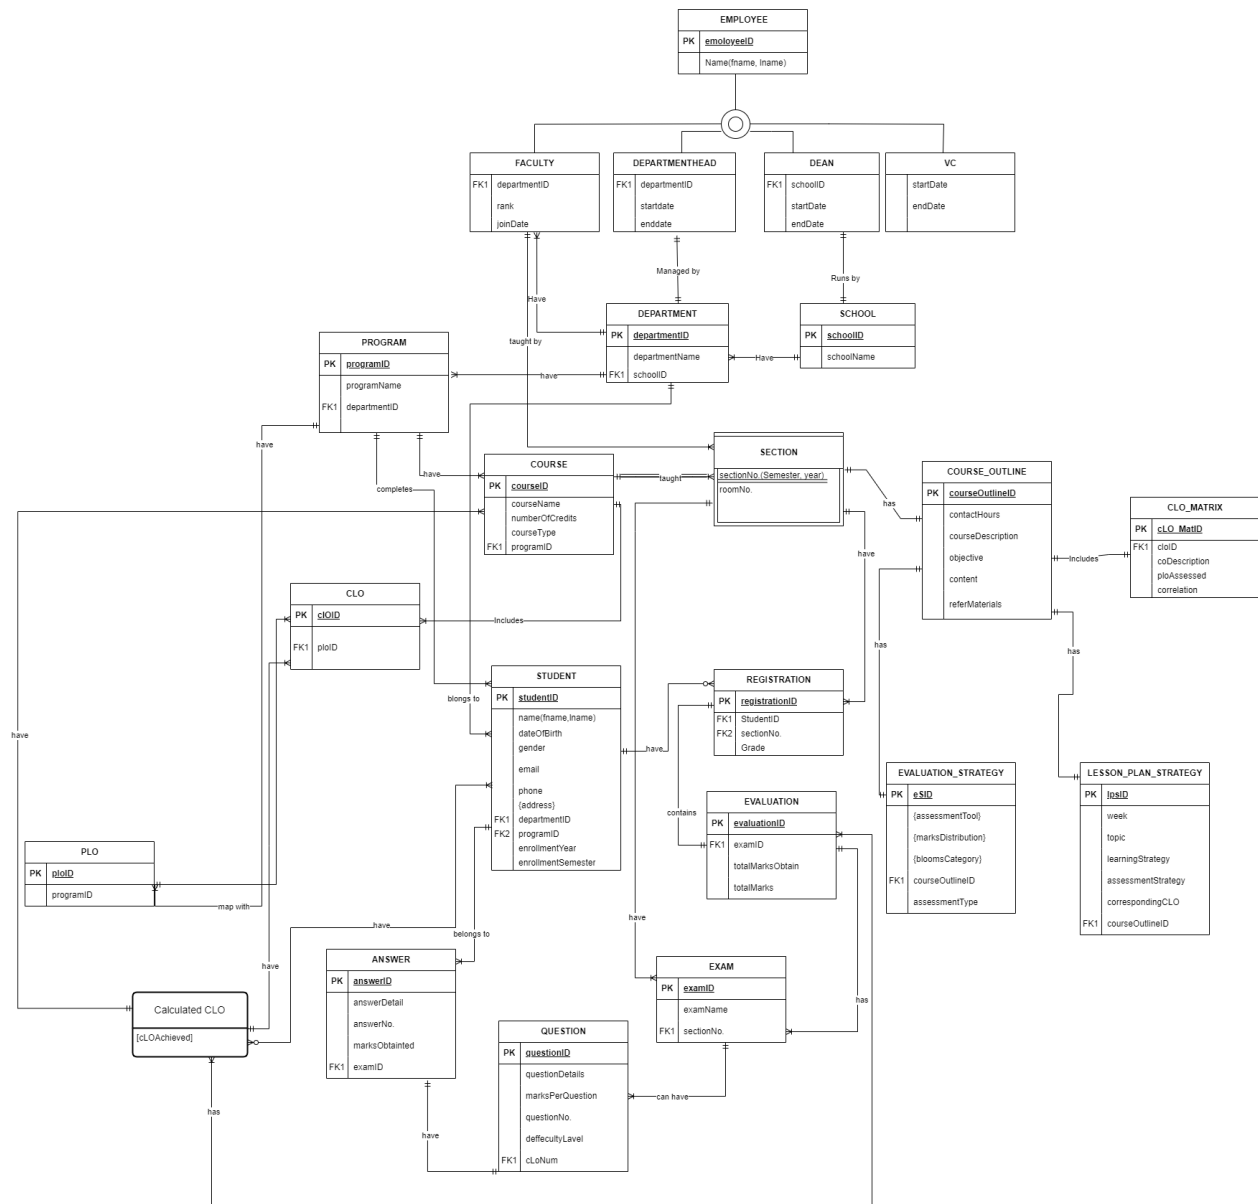 EMPLOYEE
PK emoloyeeID
Name(fname, lname)
FACULTY
FK1 departmentID
rank
joinDate
DEPARTMENTHEAD
FK1 departmentID
startdate
enddate
DEAN
FK1 schoolID
startDate
endDate
VC
startDate
endDate
Managed by
Runs by
Have
taught by
DEPARTMENT
PK departmentID
departmentName
FK1 schoolID
Have
SCHOOL
PK schoolID
schoolName
PROGRAM
PK programID
programName
FK1 departmentID
have
have
have
completes
COURSE
PK courseID
courseName
numberOfCredits
courseType
FK1 programID
taught
SECTION
sectionNo.(Semester, year)
roomNo.
has
have
COURSE_OUTLINE
PK courseOutlineID
contactHours
courseDescription
objective
content
referMaterials
Includes
CLO_MATRIX
PK cLO_MatID
FK1 cloID
coDescription
ploAssessed
correlation
CLO
PK clOID
FK1 ploID
Includes
has
has
blongs to
have
STUDENT
PK studentID
name(fname,lname)
dateOfBirth
gender
email
phone
{address}
FK1 departmentID
FK2 programID
enrollmentYear
enrollmentSemester
have
REGISTRATION
PK registrationID
FK1 StudentID
FK2 sectionNo.
Grade
contains
EVALUATION
PK evaluationID
FK1 examID
totalMarksObtain
totalMarks
EVALUATION_STRATEGY
PK eSID
{assessmentTool}
{marksDistribution}
{bloomsCategory}
FK1 courseOutlineID
assessmentType
LESSON_PLAN_STRATEGY
PK lpsID
week
topic
learningStrategy
assessmentStrategy
correspondingCLO
FK1 courseOutlineID
PLO
PK ploID
programID
map with
have
belongs to
have
have
ANSWER
PK answerID
answerDetail
answerNo.
marksObtainted
FK1 examID
EXAM
PK examID
examName
FK1 sectionNo.
has
Calculated CLO
[cLOAchieved]
QUESTION
PK questionID
questionDetails
marksPerQuestion
questionNo.
deffecultyLavel
FK1 cLoNum
can have
has
have